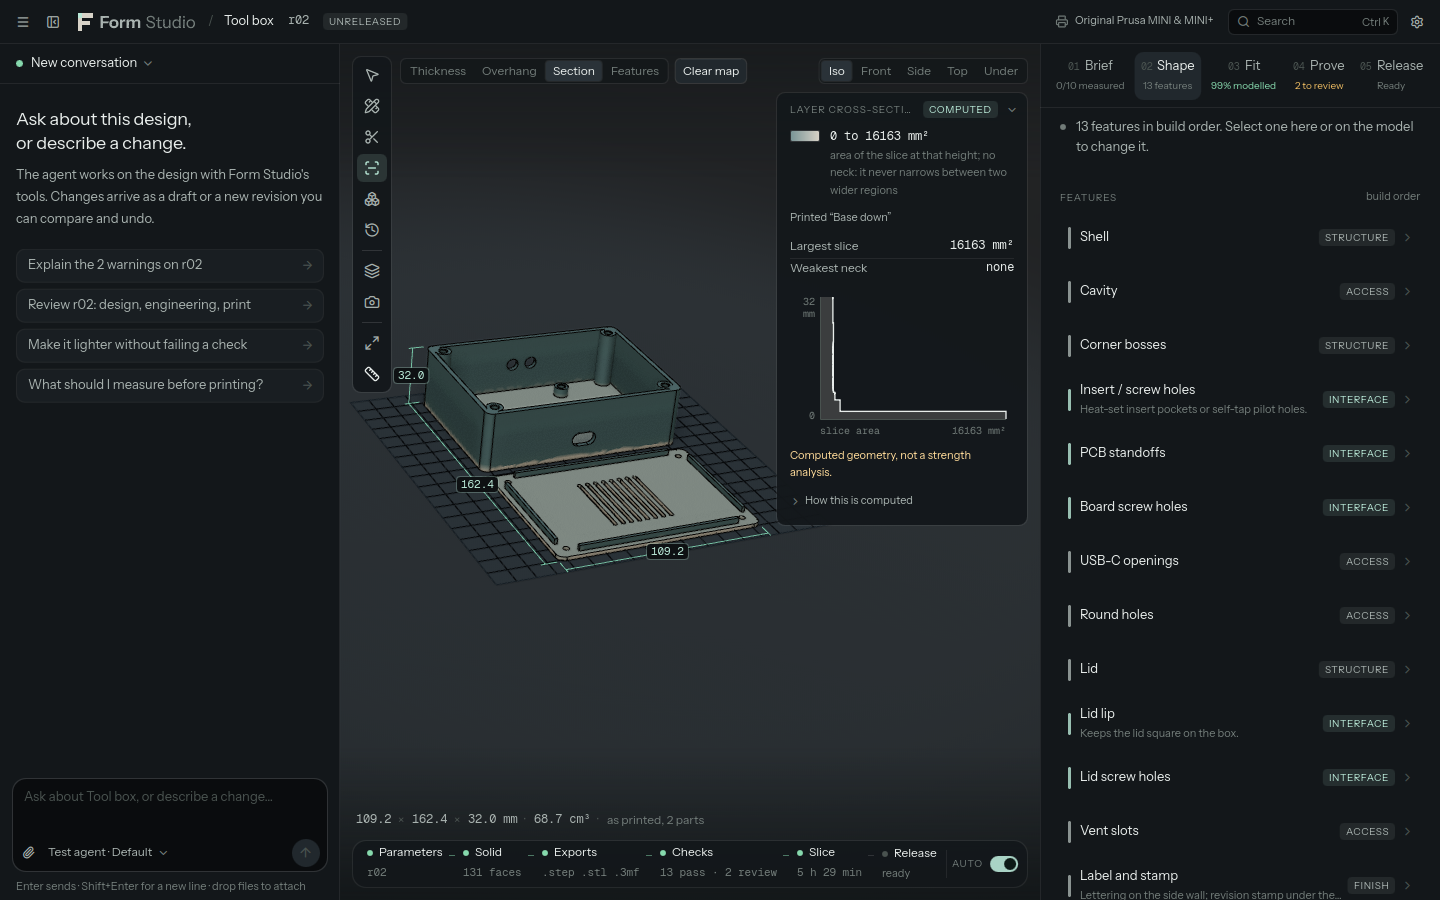 Form Studio / Tool box r02 UNRELEASED
Original Prusa MINI & MINI+
Search Ctrl K
New conversation
Ask about this design,
or describe a change.
The agent works on the design with Form Studio's
tools. Changes arrive as a draft or a new revision you
can compare and undo.
Explain the 2 warnings on r02
Review r02: design, engineering, print
Make it lighter without failing a check
What should I measure before printing?
Ask about Tool box, or describe a change...
Test agent · Default
Enter sends · Shift+Enter for a new line · drop files to attach
Thickness Overhang Section Features Clear map
Iso Front Side Top Under
LAYER CROSS-SECTI... COMPUTED
0 to 16163 mm²
area of the slice at that height; no
neck: it never narrows between two
wider regions
Printed “Base down”
Largest slice 16163 mm²
Weakest neck none
32
mm
0
slice area 16163 mm²
Computed geometry, not a strength
analysis.
How this is computed
32.0
162.4
109.2
109.2 × 162.4 × 32.0 mm · 68.7 cm³ · as printed, 2 parts
Parameters Solid Exports Checks Slice Release
r02 131 faces .step .stl .3mf 13 pass · 2 review 5 h 29 min ready
AUTO
01 Brief 02 Shape 03 Fit 04 Prove 05 Release
0/10 measured 13 features 99% modelled 2 to review Ready
13 features in build order. Select one here or on the model
to change it.
FEATURES build order
Shell STRUCTURE
Cavity ACCESS
Corner bosses STRUCTURE
Insert / screw holes INTERFACE
Heat-set insert pockets or self-tap pilot holes.
PCB standoffs INTERFACE
Board screw holes INTERFACE
USB-C openings ACCESS
Round holes ACCESS
Lid STRUCTURE
Lid lip INTERFACE
Keeps the lid square on the box.
Lid screw holes INTERFACE
Vent slots ACCESS
Label and stamp FINISH
Lettering on the side wall; revision stamp under the...